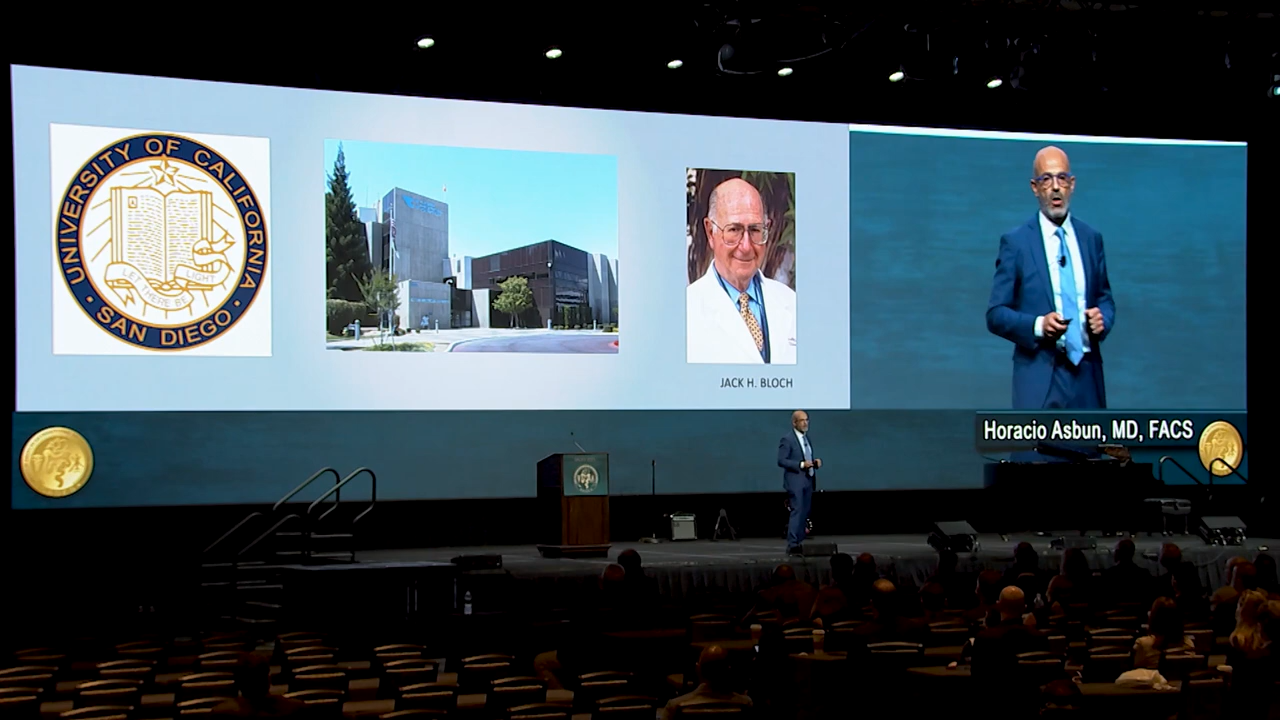 UNIVERSITY OF CALIFORNIA
LET THERE BE LIGHT
SAN DIEGO
JACK H. BLOCH
Horacio Asbun, MD, FACS